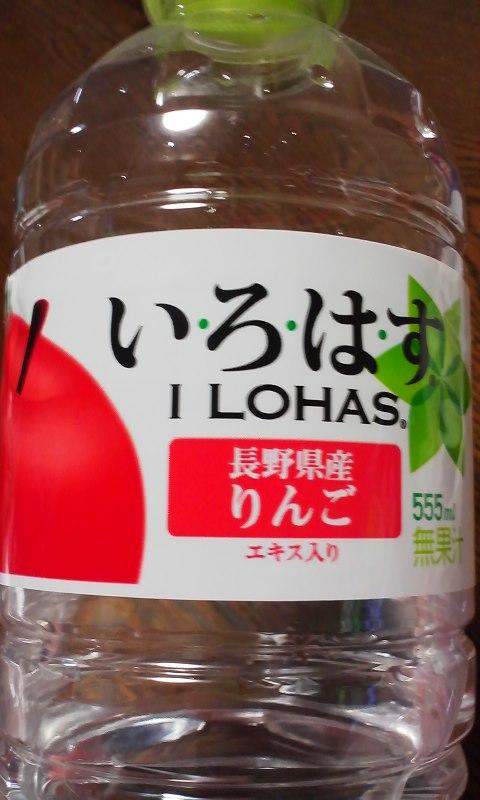 い・ろ・は・す
I LOHAS®
長野県産
りんご
エキス入り
555ml
無果汁